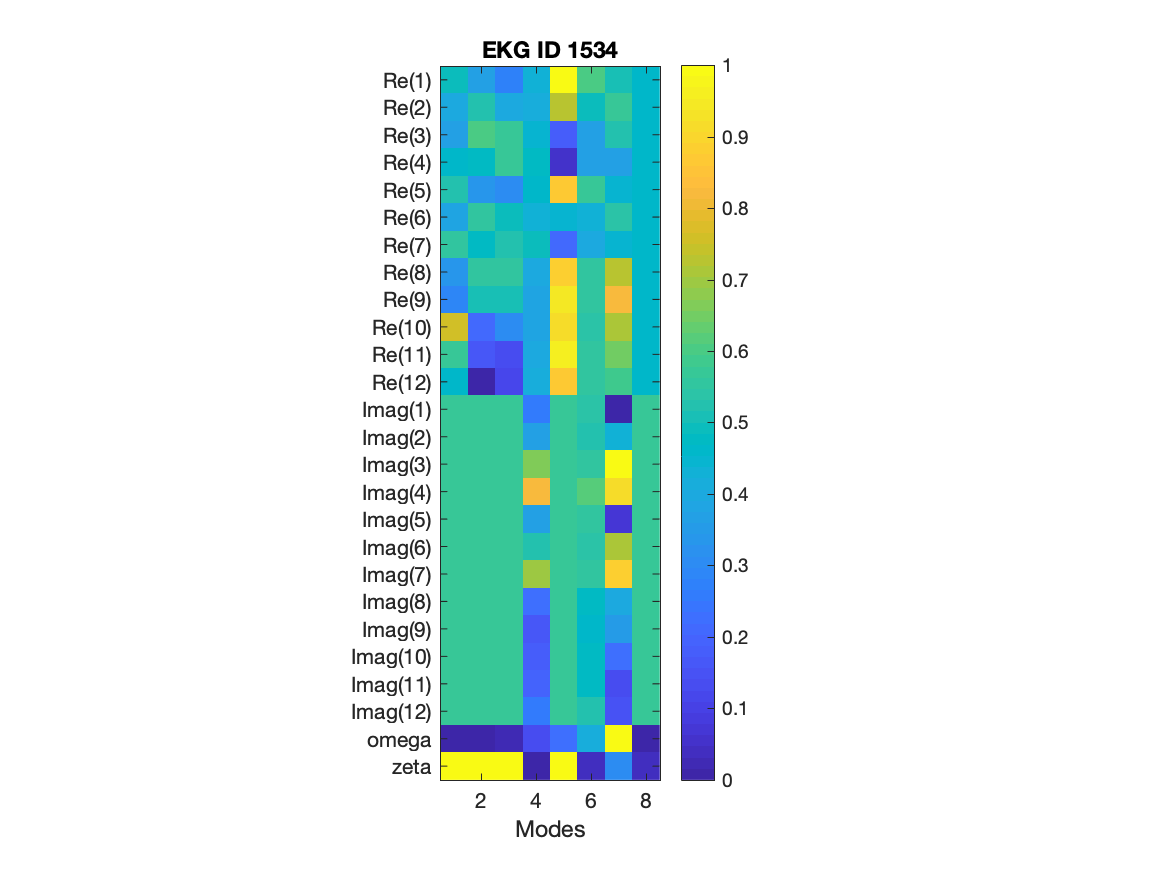 EKG ID 1534
Re(1)
Re(2)
Re(3)
Re(4)
Re(5)
Re(6)
Re(7)
Re(8)
Re(9)
Re(10)
Re(11)
Re(12)
Imag(1)
Imag(2)
Imag(3)
Imag(4)
Imag(5)
Imag(6)
Imag(7)
Imag(8)
Imag(9)
Imag(10)
Imag(11)
Imag(12)
omega
zeta
2 4 6 8
Modes
1
0.9
0.8
0.7
0.6
0.5
0.4
0.3
0.2
0.1
0